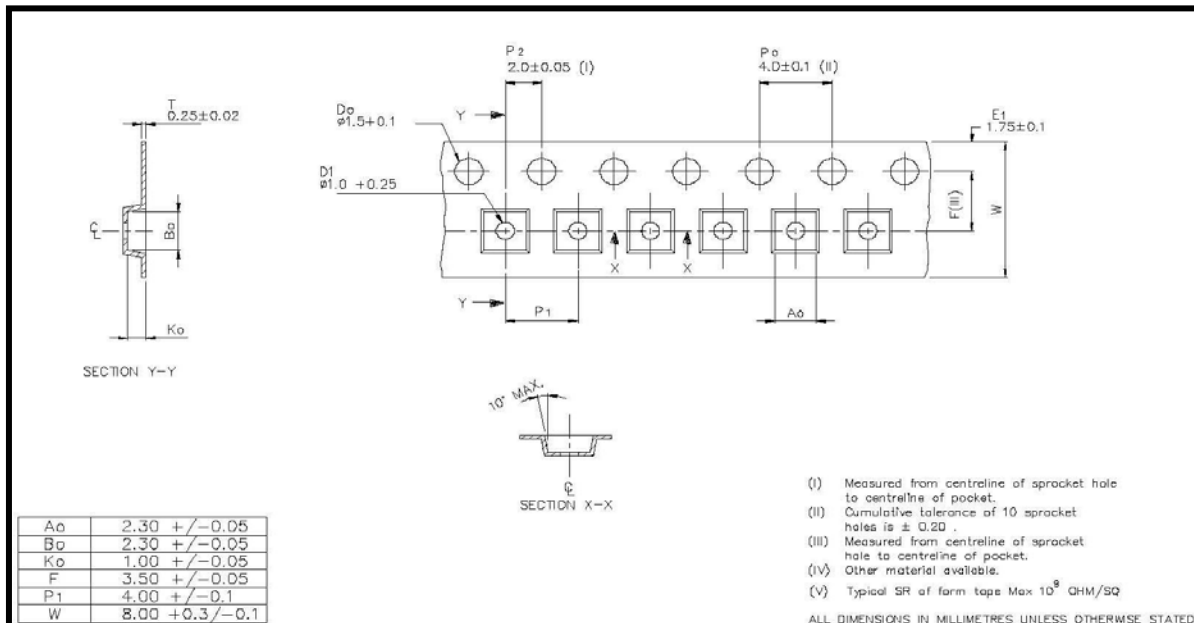 P2
2.0±0.05 (I)
Po
4.0±0.1 (II)
T
0.25±0.02
Do
ø1.5+0.1
Y
E1
1.75±0.1
D1
ø1.0 +0.25
F(III)
W
Bo
X
X
Y
P1
Ao
Ko
SECTION Y-Y
10° MAX.
SECTION X-X
Ao 2.30 +/-0.05
Bo 2.30 +/-0.05
Ko 1.00 +/-0.05
F 3.50 +/-0.05
P1 4.00 +/-0.1
W 8.00 +0.3/-0.1
(I) Measured from centreline of sprocket hole
to centreline of pocket.
(II) Cumulative tolerance of 10 sprocket
holes is ± 0.20 .
(III) Measured from centreline of sprocket
hole to centreline of pocket.
(IV) Other material available.
(V) Typical SR of form tape Max 10⁹ OHM/SQ
ALL DIMENSIONS IN MILLIMETRES UNLESS OTHERWISE STATED